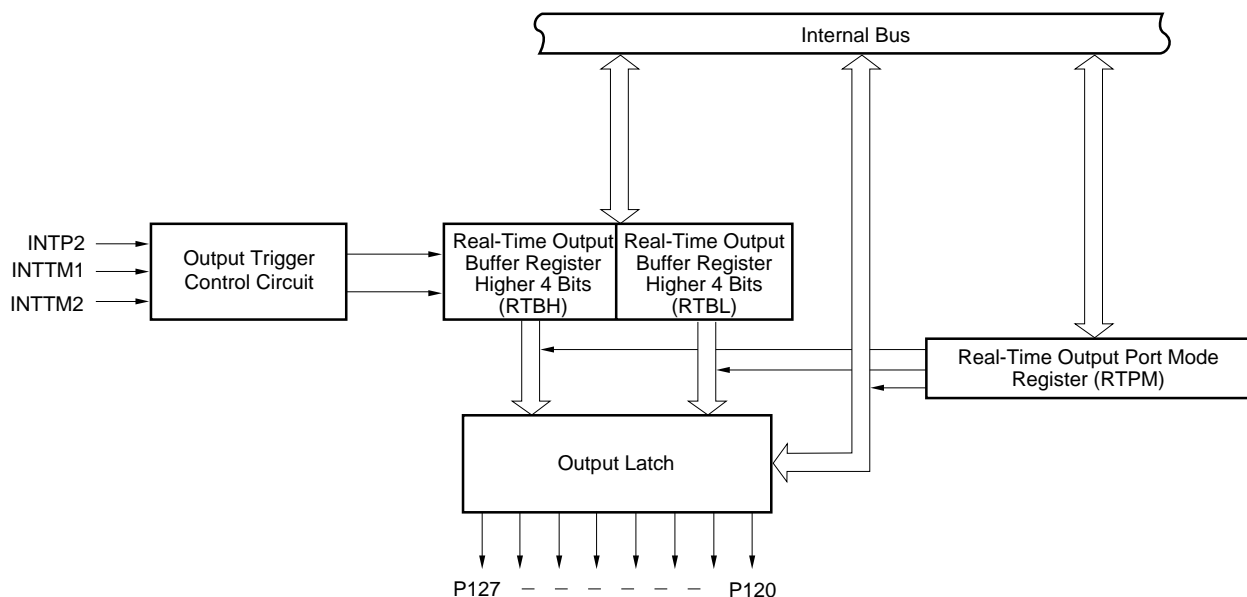 Internal Bus
INTP2
INTTM1
INTTM2
Output Trigger
Control Circuit
Real-Time Output
Buffer Register
Higher 4 Bits
(RTBH)
Real-Time Output
Buffer Register
Higher 4 Bits
(RTBL)
Real-Time Output Port Mode
Register (RTPM)
Output Latch
P127 – – – – – – P120